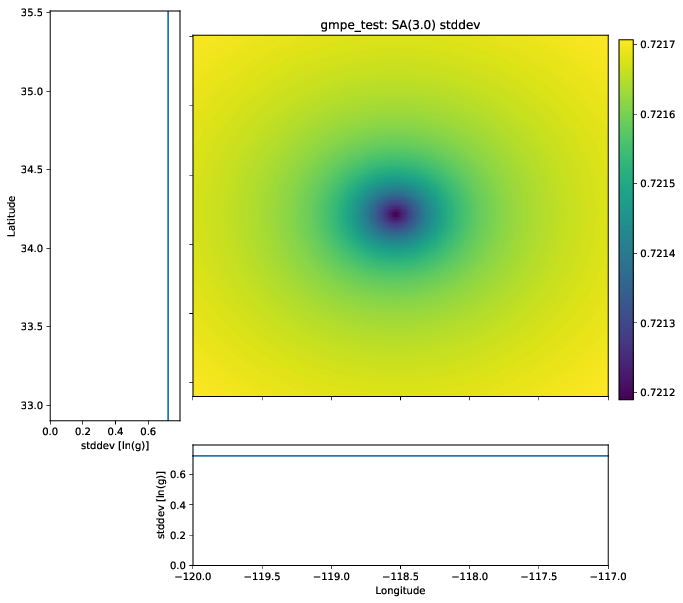 gmpe_test: SA(3.0) stddev
35.5
35.0
34.5
34.0
33.5
33.0
Latitude
0.0 0.2 0.4 0.6
stddev [ln(g)]
0.7217
0.7216
0.7215
0.7214
0.7213
0.7212
0.6
0.4
0.2
0.0
stddev [ln(g)]
−120.0 −119.5 −119.0 −118.5 −118.0 −117.5 −117.0
Longitude